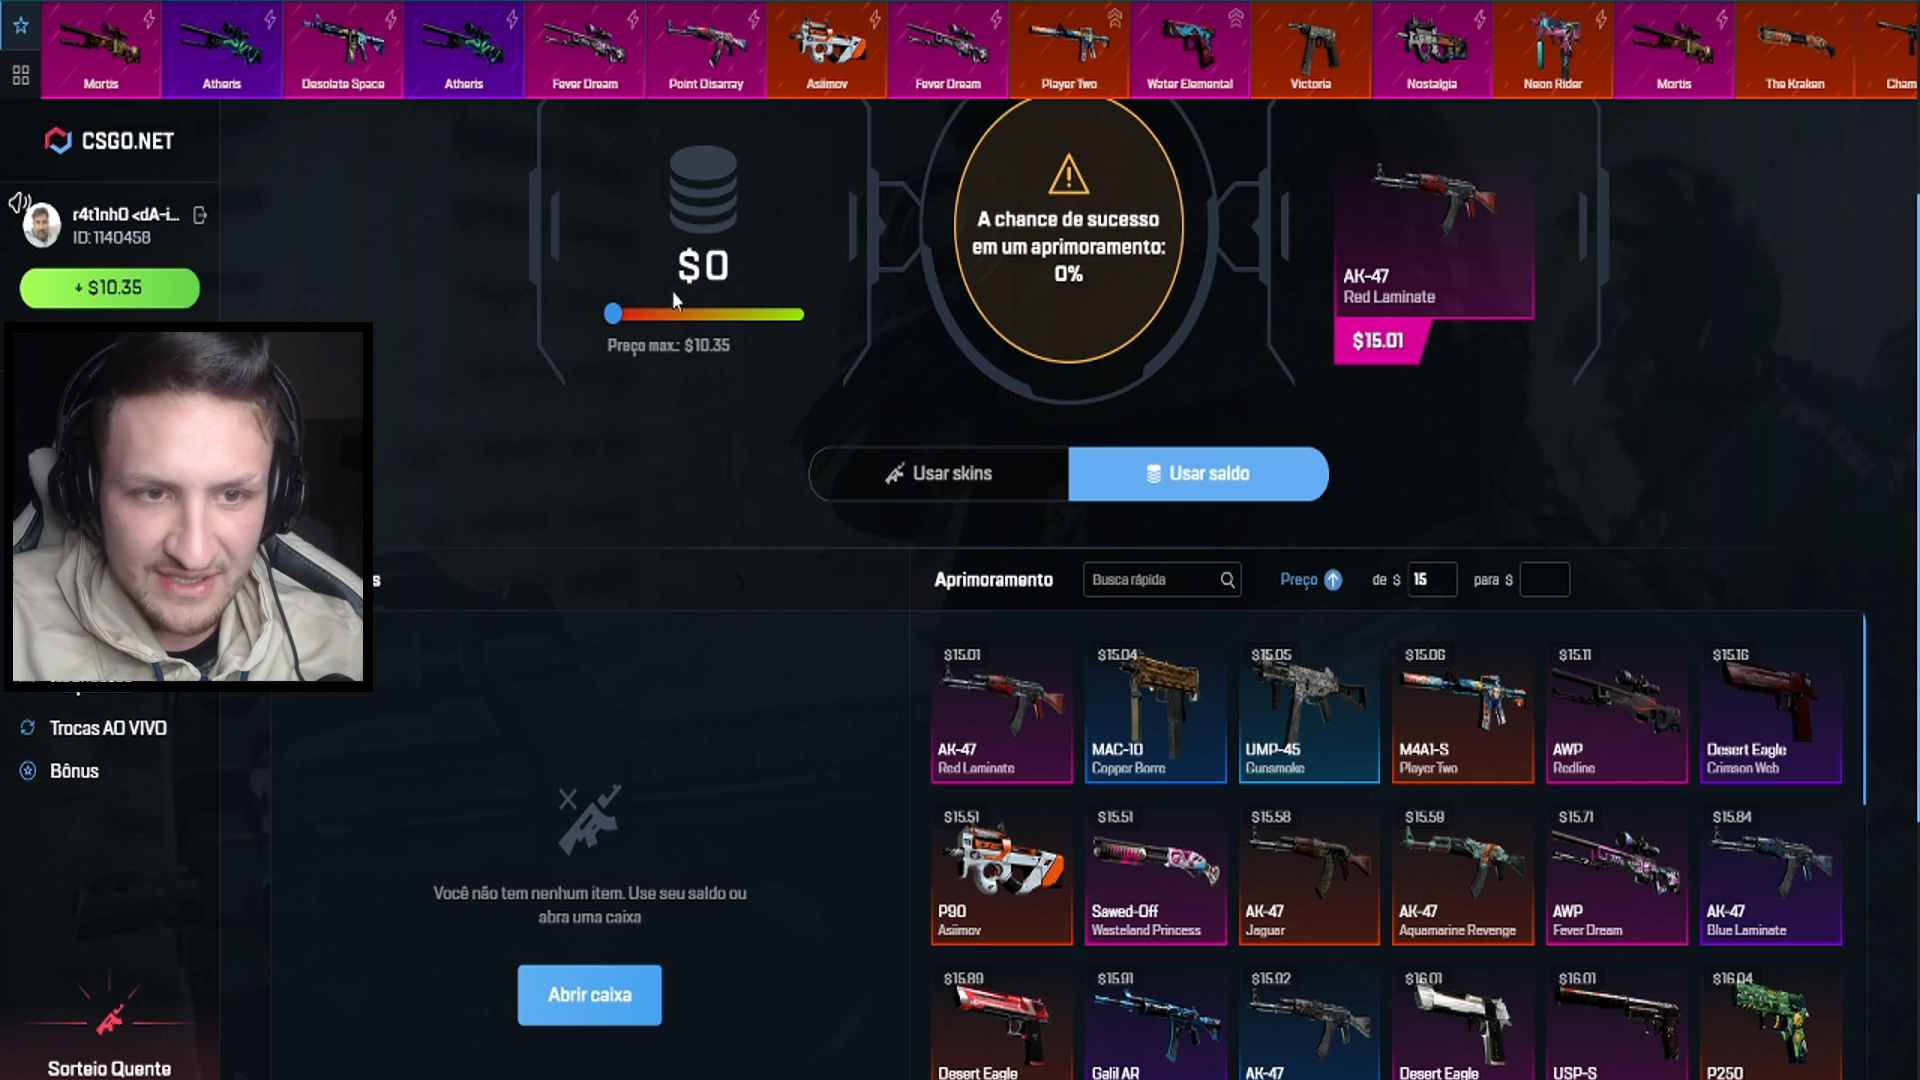 Mortis
Atheris
Desolate Space
Atheris
Fever Dream
Point Disarray
Asiimov
Fever Dream
Player Two
Water Elemental
Victoria
Nostalgia
Neon Rider
Mortis
The Kraken
Cham
CSGO.NET
r4t1nh0 <dA-i...
ID: 1140458
+ $10.35
$0
Preço max.: $10.35
A chance de sucesso
em um aprimoramento:
0%
AK-47
Red Laminate
$15.01
Usar skins
Usar saldo
s
Aprimoramento
Busca rápida
Preço
de $
15
para $
Trocas AO VIVO
Bônus
Sorteio Quente
Você não tem nenhum item. Use seu saldo ou
abra uma caixa
Abrir caixa
$15.01
AK-47
Red Laminate
$15.04
MAC-10
Copper Borre
$15.05
UMP-45
Gunsmoke
$15.06
M4A1-S
Player Two
$15.11
AWP
Redline
$15.16
Desert Eagle
Crimson Web
$15.51
P90
Asiimov
$15.51
Sawed-Off
Wasteland Princess
$15.58
AK-47
Jaguar
$15.59
AK-47
Aquamarine Revenge
$15.71
AWP
Fever Dream
$15.84
AK-47
Blue Laminate
$15.89
Desert Eagle
$15.91
Galil AR
$15.92
AK-47
$16.01
Desert Eagle
$16.01
USP-S
$16.04
P250